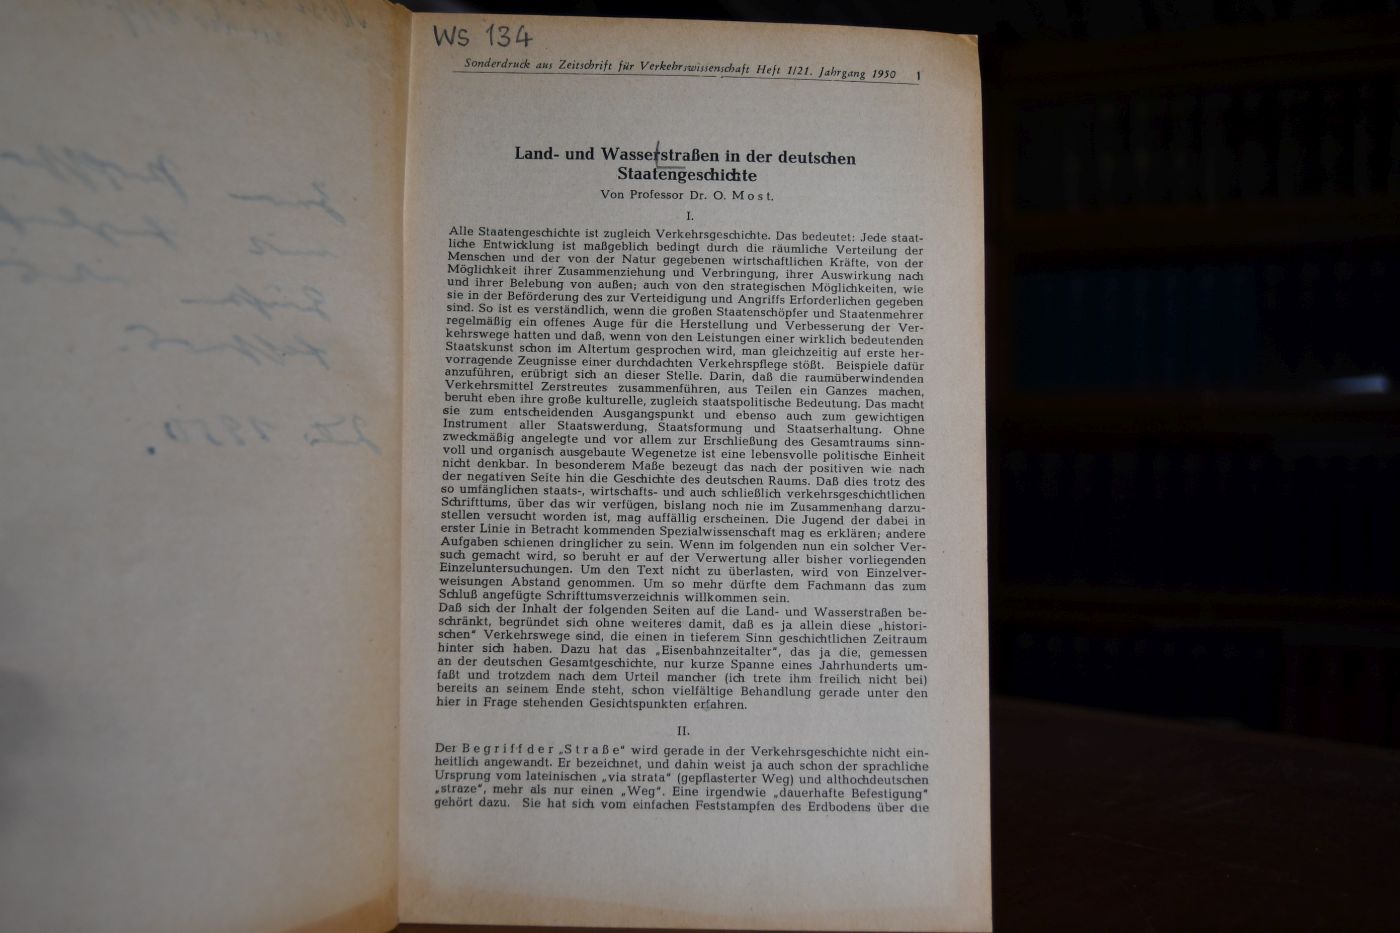 WS 134
Sonderdruck aus Zeitschrift für Verkehrswissenschaft Heft 1/21. Jahrgang 1950 1
Land- und Wasserstraßen in der deutschen
Staatengeschichte
Von Professor Dr. O. Most.
I.
Alle Staatengeschichte ist zugleich Verkehrsgeschichte. Das bedeutet: Jede staat-
liche Entwicklung ist maßgeblich bedingt durch die räumliche Verteilung der
Menschen und der von der Natur gegebenen wirtschaftlichen Kräfte, von der
Möglichkeit ihrer Zusammenziehung und Verbringung, ihrer Auswirkung nach
und ihrer Belebung von außen; auch von den strategischen Möglichkeiten, wie
sie in der Beförderung des zur Verteidigung und Angriffs Erforderlichen gegeben
sind. So ist es verständlich, wenn die großen Staatenschöpfer und Staatenmehrer
regelmäßig ein offenes Auge für die Herstellung und Verbesserung der Ver-
kehrswege hatten und daß, wenn von den Leistungen einer wirklich bedeutenden
Staatskunst schon im Altertum gesprochen wird, man gleichzeitig auf erste her-
vorragende Zeugnisse einer durchdachten Verkehrspflege stößt. Beispiele dafür
anzuführen, erübrigt sich an dieser Stelle. Darin, daß die raumüberwindenden
Verkehrsmittel Zerstreutes zusammenführen, aus Teilen ein Ganzes machen,
beruht eben ihre große kulturelle, zugleich staatspolitische Bedeutung. Das macht
sie zum entscheidenden Ausgangspunkt und ebenso auch zum gewichtigen
Instrument aller Staatswerdung, Staatsformung und Staatserhaltung. Ohne
zweckmäßig angelegte und vor allem zur Erschließung des Gesamtraums sinn-
voll und organisch ausgebaute Wegenetze ist eine lebensvolle politische Einheit
nicht denkbar. In besonderem Maße bezeugt das nach der positiven wie nach
der negativen Seite hin die Geschichte des deutschen Raums. Daß dies trotz des
so umfänglichen staats-, wirtschafts- und auch schließlich verkehrsgeschichtlichen
Schrifttums, über das wir verfügen, bislang noch nie im Zusammenhang darzu-
stellen versucht worden ist, mag auffällig erscheinen. Die Jugend der dabei in
erster Linie in Betracht kommenden Spezialwissenschaft mag es erklären; andere
Aufgaben schienen dringlicher zu sein. Wenn im folgenden nun ein solcher Ver-
such gemacht wird, so beruht er auf der Verwertung aller bisher vorliegenden
Einzeluntersuchungen. Um den Text nicht zu überlasten, wird von Einzelver-
weisungen Abstand genommen. Um so mehr dürfte dem Fachmann das zum
Schluß angefügte Schrifttumsverzeichnis willkommen sein.
Daß sich der Inhalt der folgenden Seiten auf die Land- und Wasserstraßen be-
schränkt, begründet sich ohne weiteres damit, daß es ja allein diese „histori-
schen" Verkehrswege sind, die einen in tieferem Sinn geschichtlichen Zeitraum
hinter sich haben. Dazu hat das „Eisenbahnzeitalter", das ja die, gemessen
an der deutschen Gesamtgeschichte, nur kurze Spanne eines Jahrhunderts um-
faßt und trotzdem nach dem Urteil mancher (ich trete ihm freilich nicht bei)
bereits an seinem Ende steht, schon vielfältige Behandlung gerade unter den
hier in Frage stehenden Gesichtspunkten erfahren.
II.
Der Begriff der „Straße" wird gerade in der Verkehrsgeschichte nicht ein-
heitlich angewandt. Er bezeichnet, und dahin weist ja auch schon der sprachliche
Ursprung vom lateinischen „via strata" (gepflasterter Weg) und althochdeutschen
„straze", mehr als nur einen „Weg". Eine irgendwie „dauerhafte Befestigung"
gehört dazu. Sie hat sich vom einfachen Feststampfen des Erdbodens über die